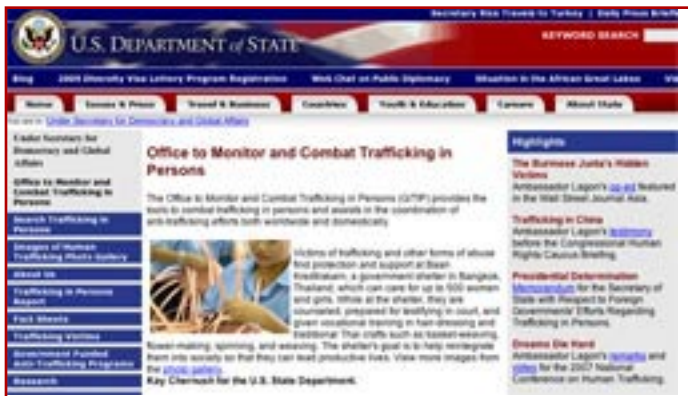 Secretary Rice Travels to Turkey | Daily Press Briefing
U.S. DEPARTMENT of STATE
KEYWORD SEARCH
Blog 2009 Diversity Visa Lottery Program Registration Web Chat on Public Diplomacy Situation in the African Great Lakes
Home Issues & Press Travel & Business Countries Youth & Education Careers About State
Under Secretary for Democracy and Global Affairs
Under Secretary for
Democracy and Global
Affairs
Office to Monitor and
Combat Trafficking in
Persons
Search Trafficking in
Persons
Images of Human
Trafficking Photo Gallery
About Us
Trafficking in Persons
Report
Fact Sheets
Trafficking Victims
Government Funded
Anti-Trafficking Programs
Research
Office to Monitor and Combat Trafficking in
Persons
The Office to Monitor and Combat Trafficking in Persons (G/TIP) provides the
tools to combat trafficking in persons and assists in the coordination of
anti-trafficking efforts both worldwide and domestically.
Victims of trafficking and other forms of abuse
find protection and support at Baan
Kredtrakarn, a government shelter in Bangkok,
Thailand, which can care for up to 500 women
and girls. While at the shelter, they are
counseled, prepared for testifying in court, and
given vocational training in hair-dressing and
traditional Thai crafts such as basket-weaving,
flower-making, spinning, and weaving. The shelter's goal is to help reintegrate
them into society so that they can lead productive lives. View more images from
the photo gallery.
Kay Chernush for the U.S. State Department.
Highlights
The Burmese Junta's Hidden
Victims
Ambassador Lagon's op-ed featured
in the Wall Street Journal Asia.
Trafficking in China
Ambassador Lagon's testimony
before the Congressional Human
Rights Caucus Briefing.
Presidential Determination
Memorandum for the Secretary of
State with Respect to Foreign
Governments' Efforts Regarding
Trafficking in Persons.
Dreams Die Hard
Ambassador Lagon's remarks and
video for the 2007 National
Conference on Human Trafficking.